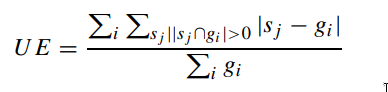 UE = \frac{\sum_i \sum_{s_j ||s_j \cap g_i|>0} |s_j - g_i|}{\sum_i g_i}